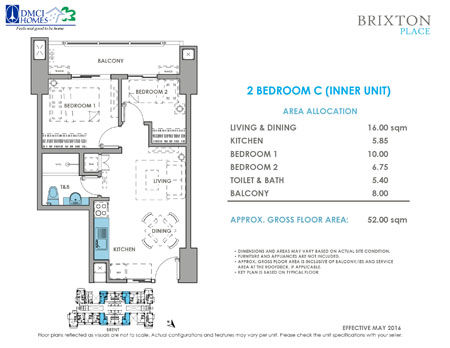 DMCI
HOMES
Feels real good to be home
BRIXTON
PLACE
2 BEDROOM C (INNER UNIT)
AREA ALLOCATION
LIVING & DINING 16.00 sqm
KITCHEN 5.85
BEDROOM 1 10.00
BEDROOM 2 6.75
TOILET & BATH 5.40
BALCONY 8.00
APPROX. GROSS FLOOR AREA: 52.00 sqm
• DIMENSIONS AND AREAS MAY VARY BASED ON ACTUAL SITE CONDITION.
• FURNITURE AND APPLIANCES ARE NOT INCLUDED.
• APPROX. GROSS FLOOR AREA IS INCLUSIVE OF BALCONY/IES AND SERVICE
AREA AT THE ROOFDECK, IF APPLICABLE.
• KEY PLAN IS BASED ON TYPICAL FLOOR
BALCONY
BEDROOM 1
BEDROOM 2
T&B
LIVING
DINING
KITCHEN
BRENT
EFFECTIVE MAY 2016
Floor plans reflected as visuals are not to scale. Actual configurations and features may vary per unit. Please check the unit specifications with your seller.